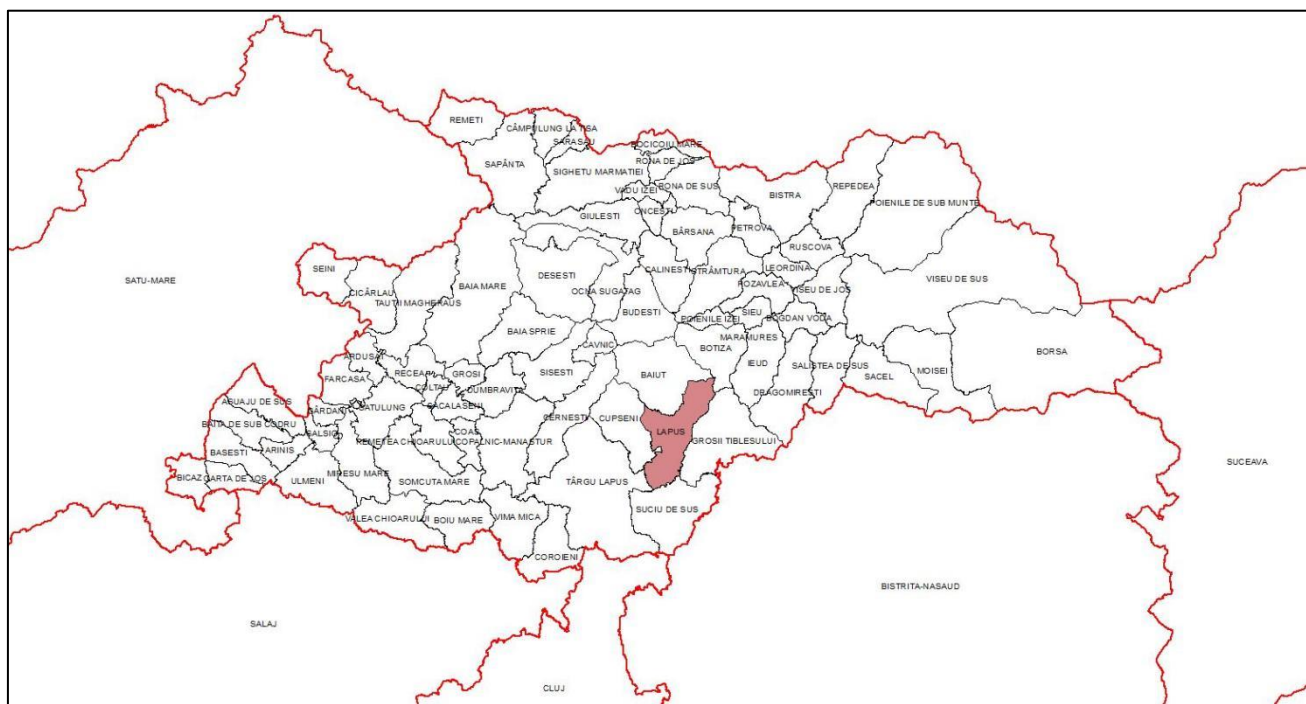 REMETI
CÂMPULUNG LA TISA
SARASAU
BOCICOIU MARE
RONA DE JOS
SAPÂNTA
SIGHETU MARMATIEI
VADU IZEI
RONA DE SUS
BISTRA
REPEDEA
POIENILE DE SUB MUNTE
GIULESTI
ONCESTI
BÂRSANA
PETROVA
RUSCOVA
SEINI
CICÂRLAU
TAUTII MAGHERAUS
BAIA MARE
DESESTI
OCNA SUGATAG
CALINESTI
STRÂMTURA
LEORDINA
ROZAVLEA
VISEU DE JOS
VISEU DE SUS
SATU-MARE
BUDESTI
POIENILE IZEI
SIEU
BOGDAN VODA
BAIA SPRIE
CAVNIC
MARAMURES
BOTIZA
IEUD
SALISTEA DE SUS
SACEL
MOISEI
BORSA
ARDUSAT
RECEA
GROSI
SISESTI
BAIUT
DRAGOMIRESTI
FARCASA
COLTAU
DUMBRAVITA
ASUAJU DE SUS
GÂRDANI
SATULUNG
SACALASENI
CERNESTI
CUPSENI
BAITA DE SUB CODRU
SALSIG
REMETEA CHIOARULUI
COAS
COPALNIC-MANASTUR
LAPUS
GROSII TIBLESULUI
BASESTI
ARINIS
BICAZ
OARTA DE JOS
ULMENI
MIRESU MARE
SOMCUTA MARE
TÂRGU LAPUS
SUCEAVA
VALEA CHIOARULUI
BOIU MARE
VIMA MICA
SUCIU DE SUS
COROIENI
BISTRITA-NASAUD
SALAJ
CLUJ